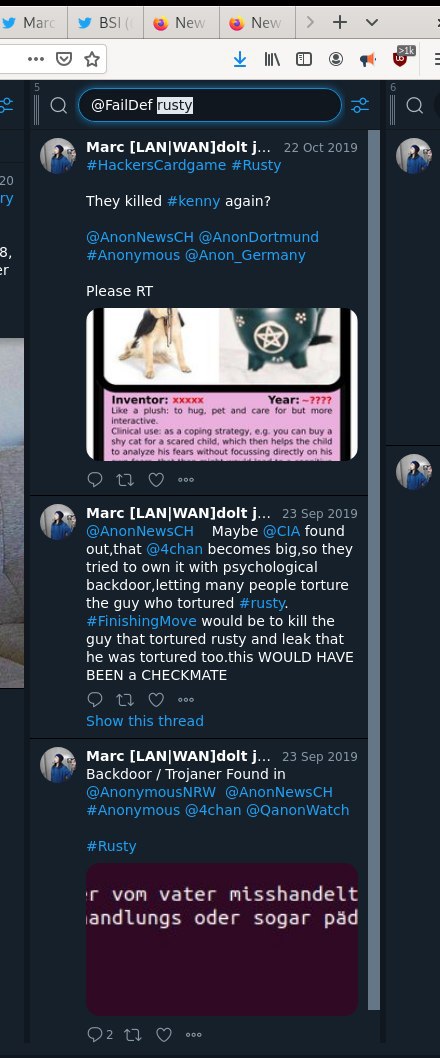 Marc
BSI (
New
New
>1k
5
@FailDef rusty
6
20
ry
8,
er
Marc [LAN|WAN]dolt j... 22 Oct 2019
#HackersCardgame #Rusty
They killed #kenny again?
@AnonNewsCH @AnonDortmund
#Anonymous @Anon_Germany
Please RT
Inventor: xxxxx Year: ~????
Like a plush: to hug, pet and care for but more
interactive.
Clinical use: as a coping strategy, e.g. you can buy a
shy cat for a scared child, which then helps the child
to analyze his fears without focussing directly on his
Marc [LAN|WAN]dolt j... 23 Sep 2019
@AnonNewsCH Maybe @CIA found
out,that @4chan becomes big,so they
tried to own it with psychological
backdoor,letting many people torture
the guy who tortured #rusty.
#FinishingMove would be to kill the
guy that tortured rusty and leak that
he was tortured too.this WOULD HAVE
BEEN a CHECKMATE
Show this thread
Marc [LAN|WAN]dolt j... 23 Sep 2019
Backdoor / Trojaner Found in
@AnonymousNRW @AnonNewsCH
#Anonymous @4chan @QanonWatch
#Rusty
er vom vater misshandelt
handlungs oder sogar päd
2